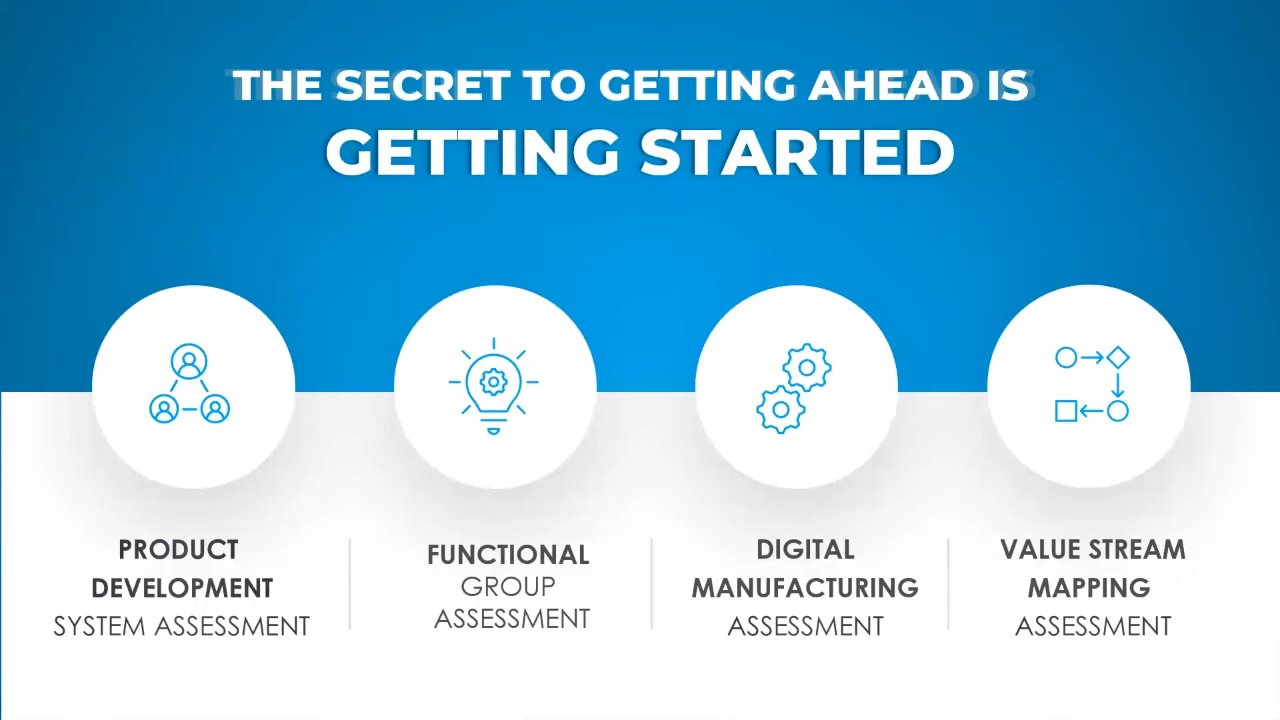 THE SECRET TO GETTING AHEAD IS
GETTING STARTED
PRODUCT
DEVELOPMENT
SYSTEM ASSESSMENT
FUNCTIONAL
GROUP
ASSESSMENT
DIGITAL
MANUFACTURING
ASSESSMENT
VALUE STREAM
MAPPING
ASSESSMENT